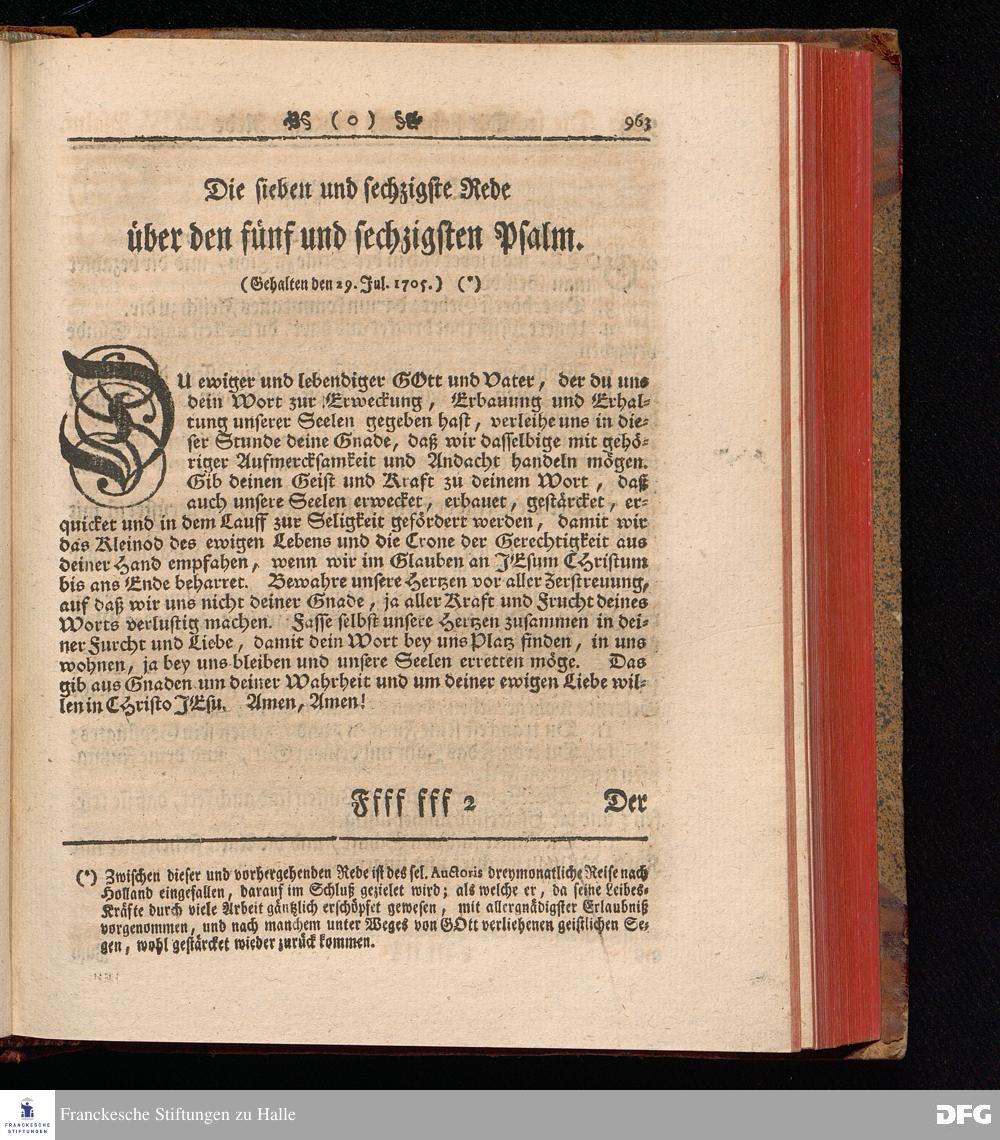 ( o ) 963
Die sieben und sechzigste Rede
über den fünf und sechzigsten Psalm.
(Gehalten den 29. Jul. 1705.) (*)
DU ewiger und lebendiger GOtt und Vater, der du uns
dein Wort zur Erweckung, Erbauung und Erhal-
tung unserer Seelen gegeben hast, verleihe uns in die-
ser Stunde deine Gnade, daß wir dasselbige mit gehö-
riger Aufmercksamkeit und Andacht handeln mögen.
Gib deinen Geist und Kraft zu deinem Wort, daß
auch unsere Seelen erwecket, erbauet, gestärcket, er-
quicket und in dem Lauff zur Seligkeit gefördert werden, damit wir
das Kleinod des ewigen Lebens und die Crone der Gerechtigkeit aus
deiner Hand empfahen, wenn wir im Glauben an JEsum CHristum
bis ans Ende beharret. Bewahre unsere Hertzen vor aller Zerstreuung,
auf daß wir uns nicht deiner Gnade, ja aller Kraft und Frucht deines
Worts verlustig machen. Fasse selbst unsere Hertzen zusammen in dei-
ner Furcht und Liebe, damit dein Wort bey uns Platz finden, in uns
wohnen, ja bey uns bleiben und unsere Seelen erretten möge. Das
gib aus Gnaden um deiner Wahrheit und um deiner ewigen Liebe wil-
len in CHristo JEsu. Amen, Amen!
Ffff fff 2 Der
(*) Zwischen dieser und vorhergehenden Rede ist des sel. Auctoris dreymonatliche Reise nach
Holland eingefallen, darauf im Schluß gezielet wird; als welche er, da seine Leibes-
Kräfte durch viele Arbeit gäntzlich erschöpfet gewesen, mit allergnädigster Erlaubniß
vorgenommen, und nach manchem unter Weges von GOtt verliehenen geistlichen Se-
gen, wohl gestärcket wieder zurück kommen.
FRANCKESCHE
STIFTUNGEN
Franckesche Stiftungen zu Halle
DFG